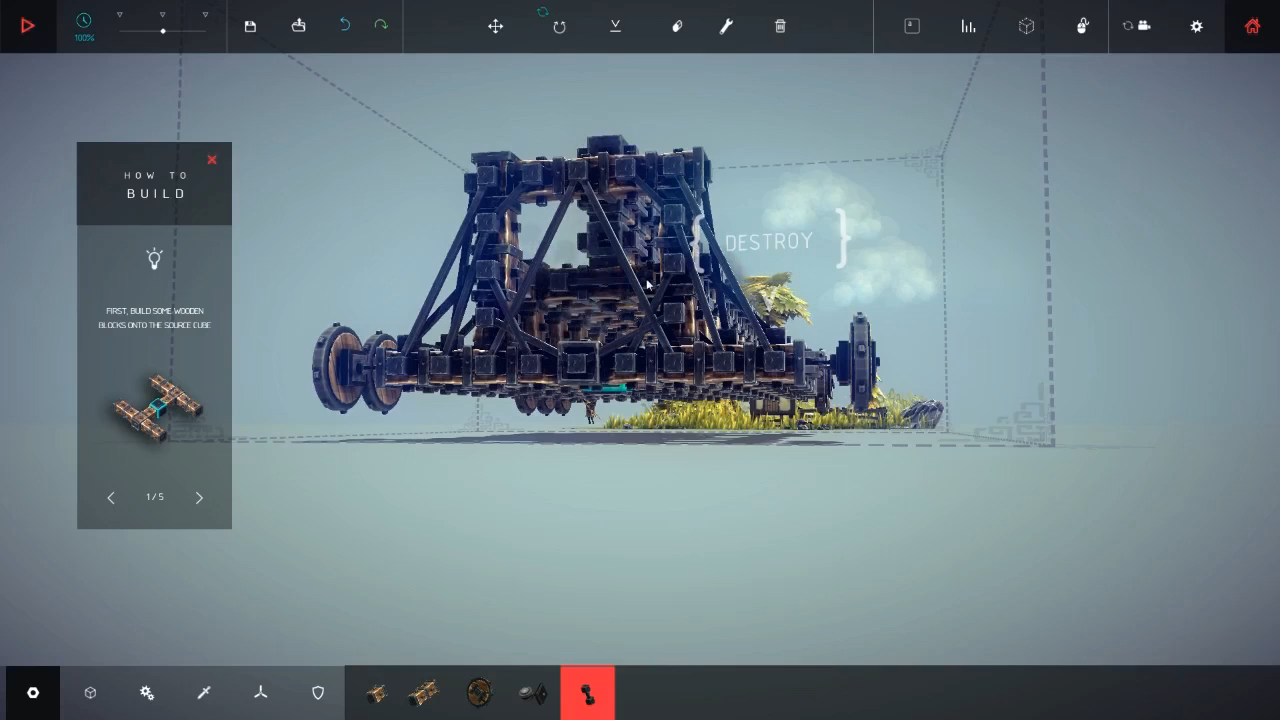 100%
HOW TO
BUILD
FIRST, BUILD SOME WOODEN
BLOCKS ONTO THE SOURCE CUBE
1/5
DESTROY